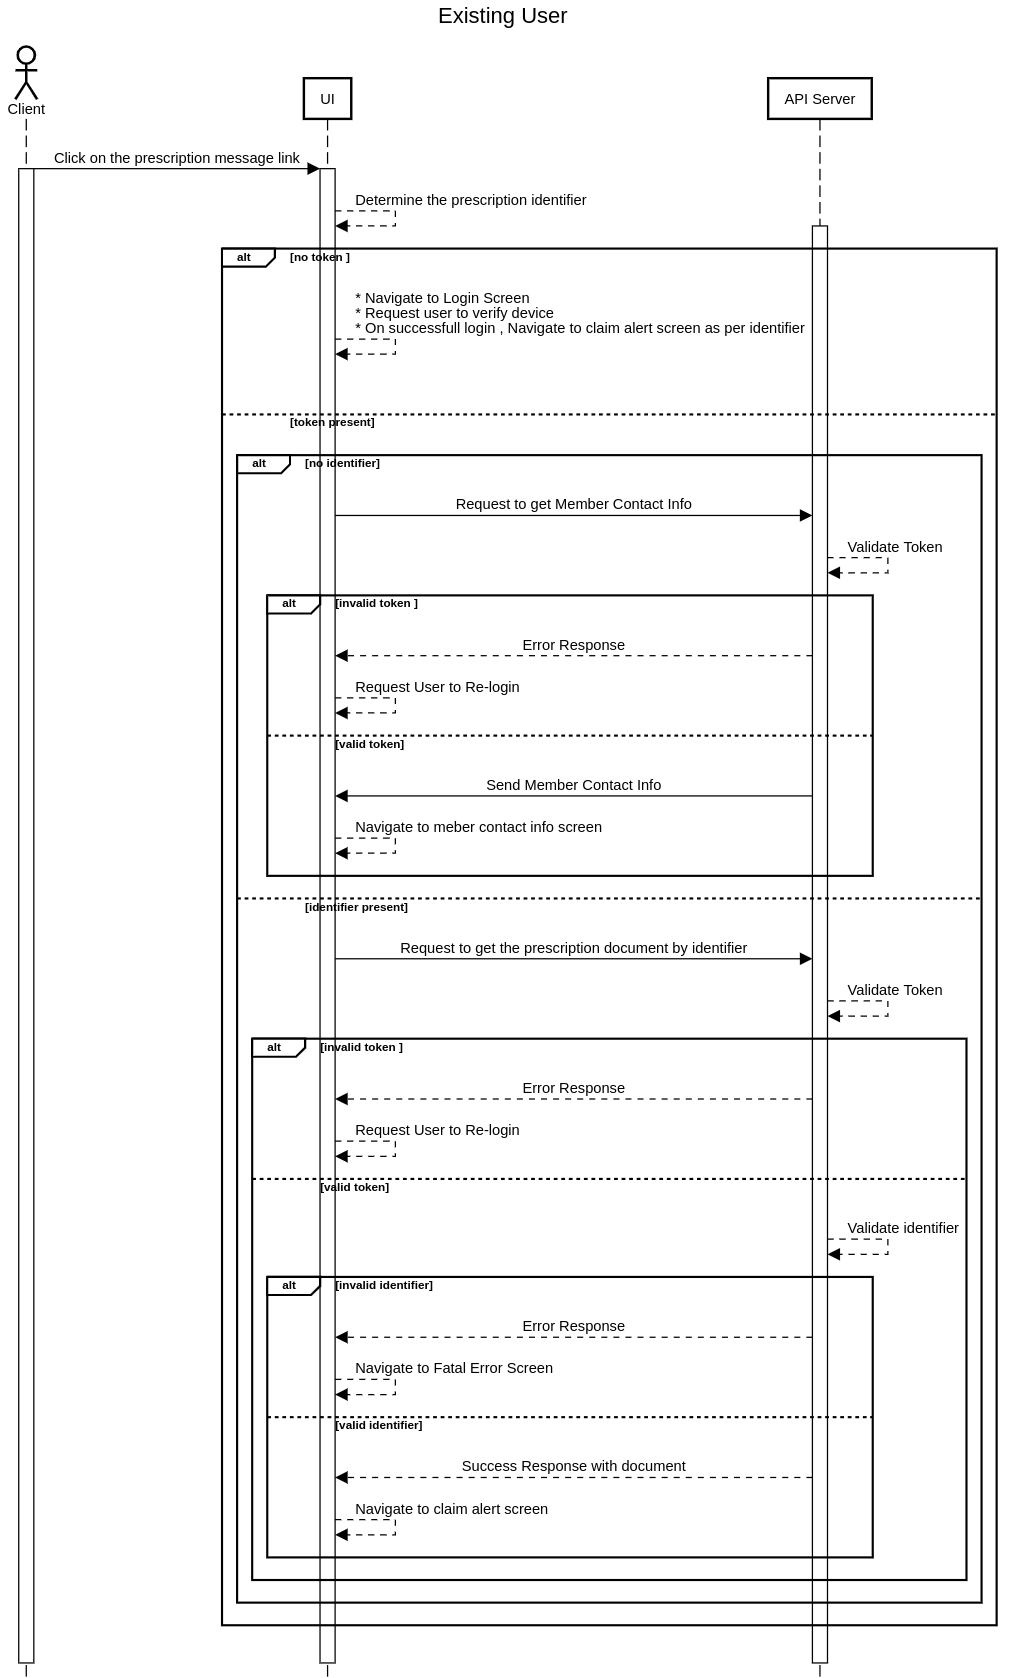 Existing User
Client
UI
API Server
Click on the prescription message link
Determine the prescription identifier
alt
[no token ]
* Navigate to Login Screen
* Request user to verify device
* On successfull login , Navigate to claim alert screen as per identifier
[token present]
alt
[no identifier]
Request to get Member Contact Info
Validate Token
alt
[invalid token ]
Error Response
Request User to Re-login
[valid token]
Send Member Contact Info
Navigate to meber contact info screen
[identifier present]
Request to get the prescription document by identifier
Validate Token
alt
[invalid token ]
Error Response
Request User to Re-login
[valid token]
Validate identifier
alt
[invalid identifier]
Error Response
Navigate to Fatal Error Screen
[valid identifier]
Success Response with document
Navigate to claim alert screen